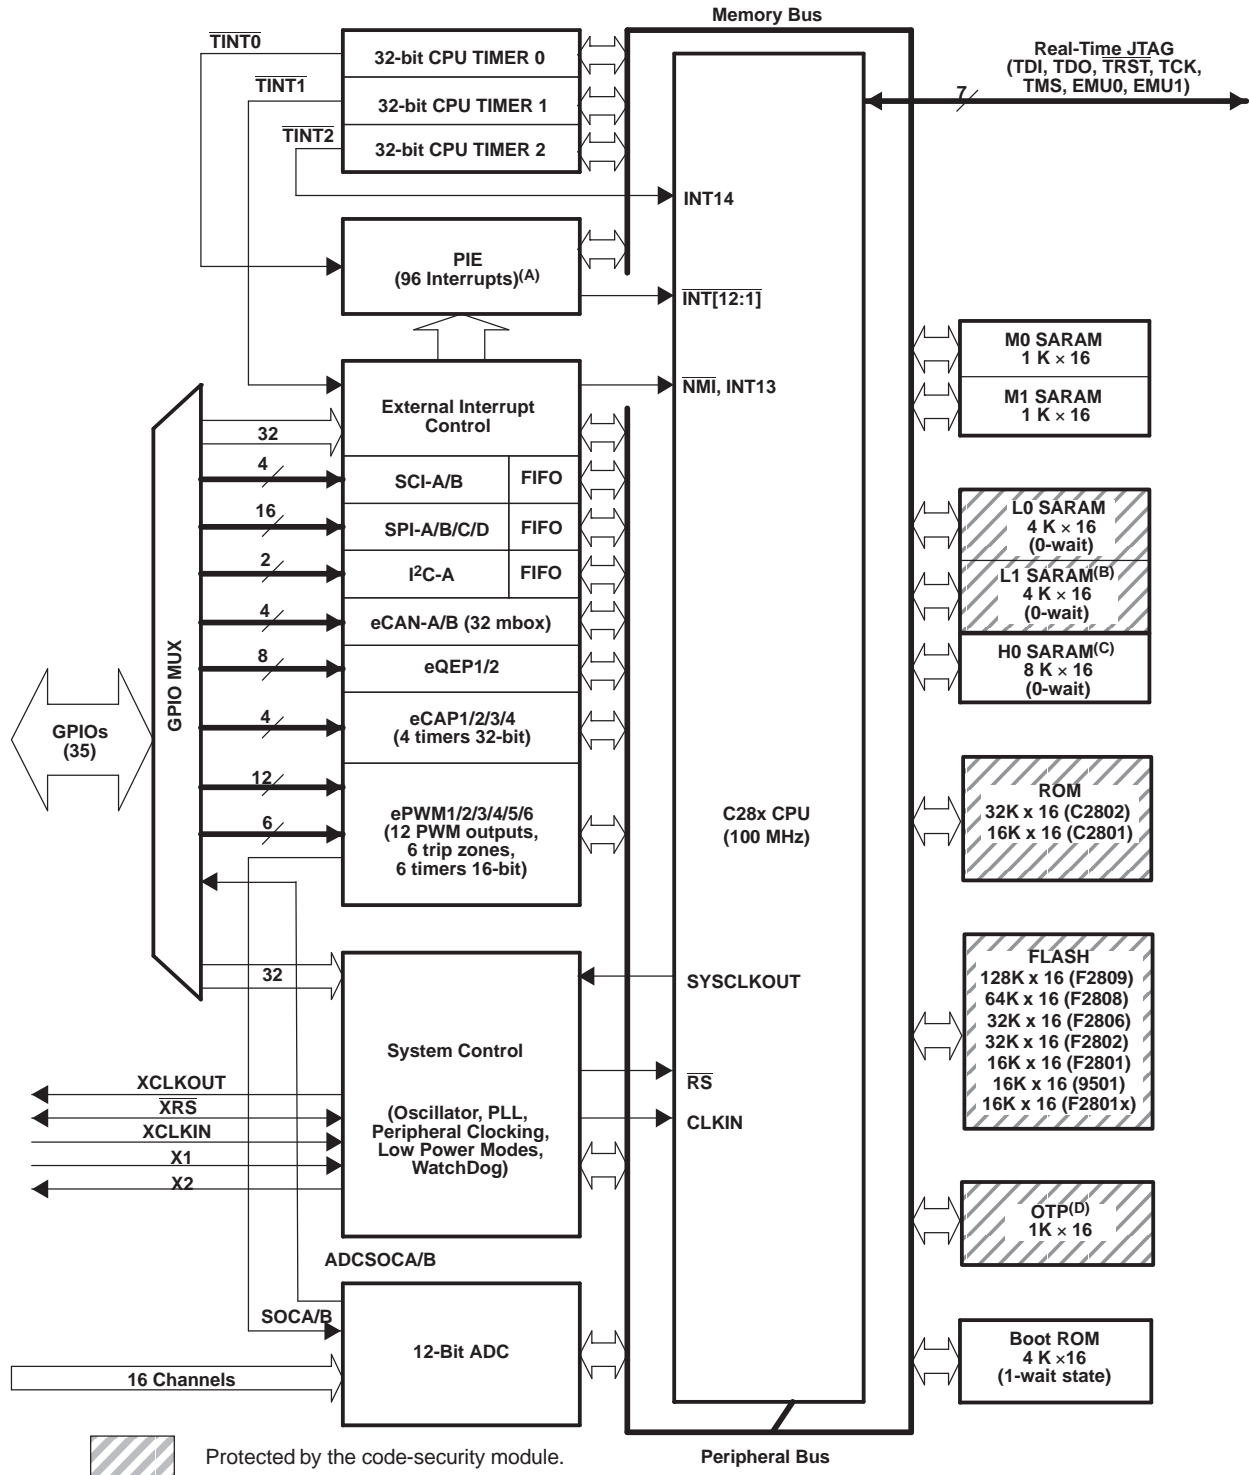 Memory Bus
TINT0
32-bit CPU TIMER 0
TINT1
32-bit CPU TIMER 1
TINT2
32-bit CPU TIMER 2
Real-Time JTAG
(TDI, TDO, TRST, TCK,
TMS, EMU0, EMU1)
7
INT14
PIE
(96 Interrupts)(A)
INT[12:1]
M0 SARAM
1 K × 16
M1 SARAM
1 K × 16
External Interrupt
Control
NMI, INT13
32
4
SCI-A/B
FIFO
16
SPI-A/B/C/D
FIFO
2
I2C-A
FIFO
4
eCAN-A/B (32 mbox)
8
eQEP1/2
4
eCAP1/2/3/4
(4 timers 32-bit)
12
6
ePWM1/2/3/4/5/6
(12 PWM outputs,
6 trip zones,
6 timers 16-bit)
GPIO MUX
GPIOs
(35)
L0 SARAM
4 K × 16
(0-wait)
L1 SARAM(B)
4 K × 16
(0-wait)
H0 SARAM(C)
8 K × 16
(0-wait)
C28x CPU
(100 MHz)
ROM
32K x 16 (C2802)
16K x 16 (C2801)
32
System Control
(Oscillator, PLL,
Peripheral Clocking,
Low Power Modes,
WatchDog)
SYSCLKOUT
RS
CLKIN
XCLKOUT
XRS
XCLKIN
X1
X2
FLASH
128K x 16 (F2809)
64K x 16 (F2808)
32K x 16 (F2806)
32K x 16 (F2802)
16K x 16 (F2801)
16K x 16 (9501)
16K x 16 (F2801x)
OTP(D)
1K × 16
ADCSOCA/B
SOCA/B
12-Bit ADC
16 Channels
Boot ROM
4 K ×16
(1-wait state)
Protected by the code-security module.
Peripheral Bus